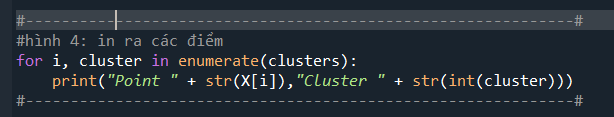 #-------------------------------------------------------#
#hình 4: in ra các điểm
for i, cluster in enumerate(clusters):
    print("Point " + str(X[i]),"Cluster " + str(int(cluster)))
#-------------------------------------------------------#